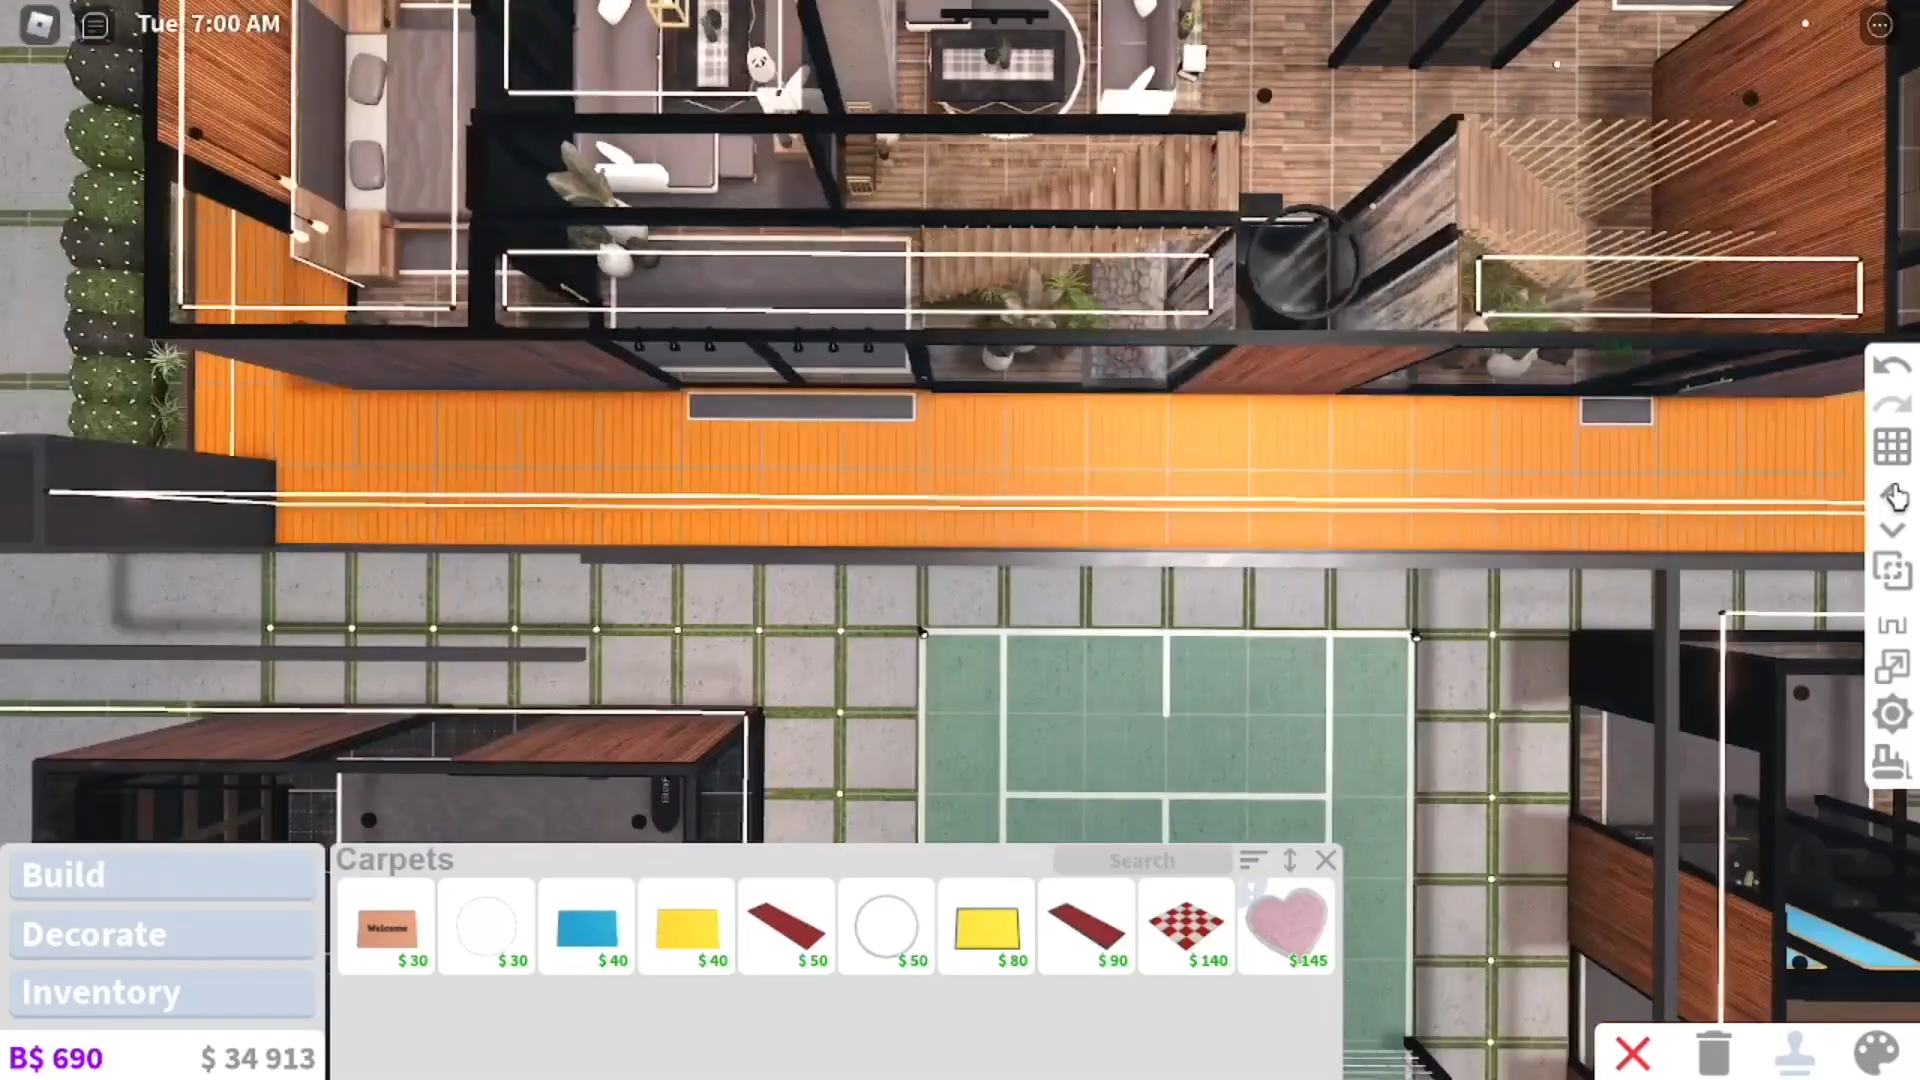 Tue 7:00 AM
Build
Decorate
Inventory
B$ 690
$ 34 913
Carpets
Search
Welcome
$ 30
$ 30
$ 40
$ 40
$ 50
$ 50
$ 80
$ 90
$ 140
$ 145